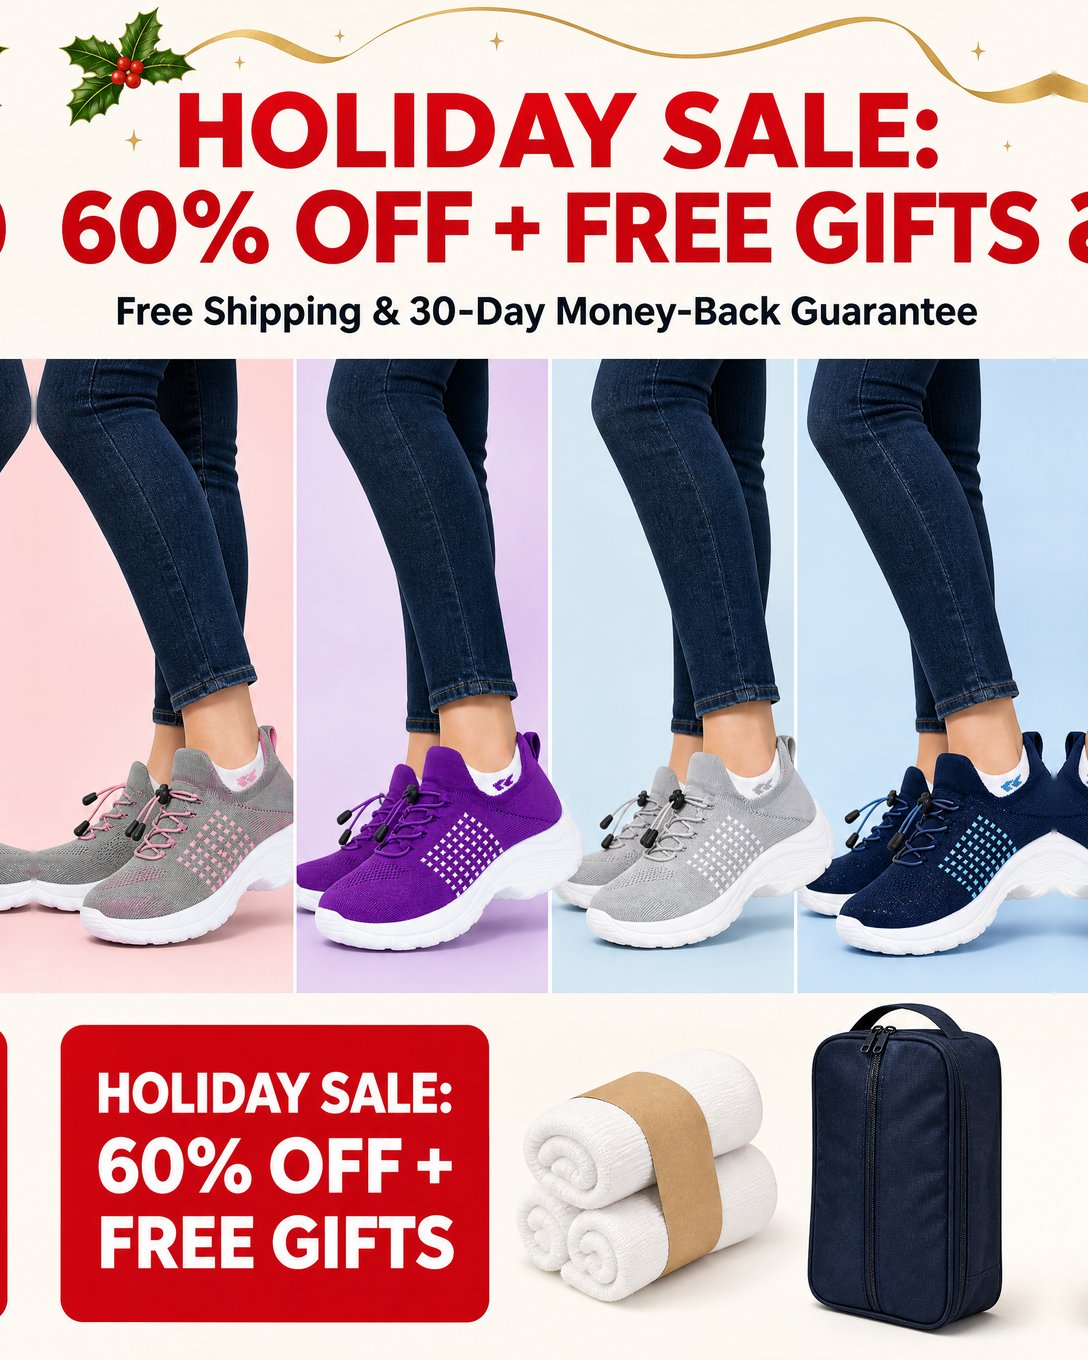 HOLIDAY SALE:
60% OFF + FREE GIFTS
Free Shipping & 30-Day Money-Back Guarantee
HOLIDAY SALE:
60% OFF +
FREE GIFTS